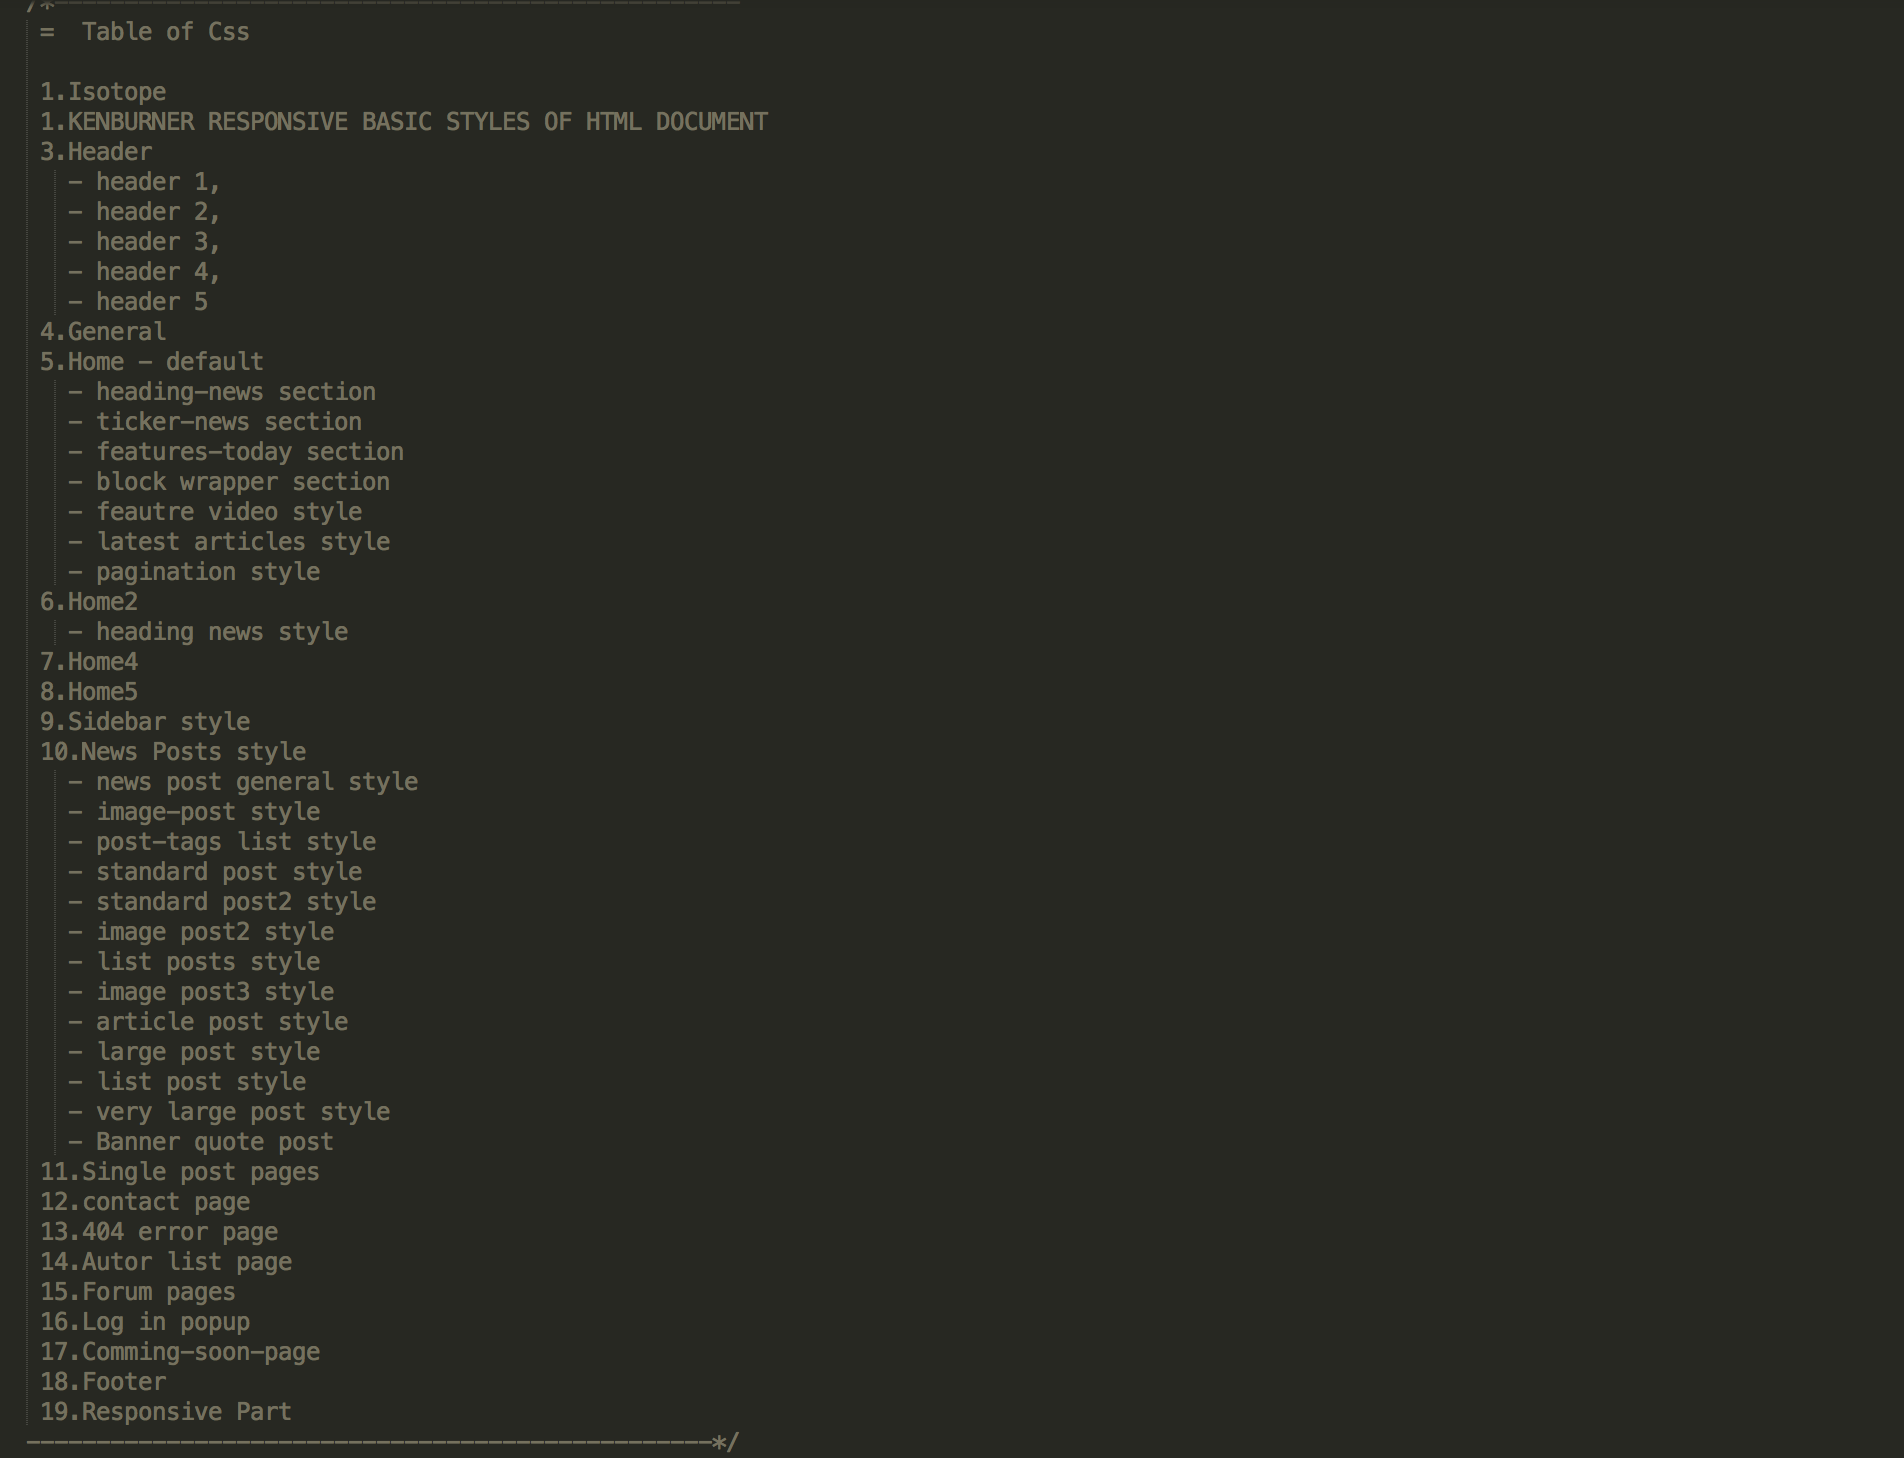 /*-------------------------------------------------
=  Table of Css

1.Isotope
1.KENBURNER RESPONSIVE BASIC STYLES OF HTML DOCUMENT
3.Header
- header 1,
- header 2,
- header 3,
- header 4,
- header 5
4.General
5.Home - default
- heading-news section
- ticker-news section
- features-today section
- block wrapper section
- feautre video style
- latest articles style
- pagination style
6.Home2
- heading news style
7.Home4
8.Home5
9.Sidebar style
10.News Posts style
- news post general style
- image-post style
- post-tags list style
- standard post style
- standard post2 style
- image post2 style
- list posts style
- image post3 style
- article post style
- large post style
- list post style
- very large post style
- Banner quote post
11.Single post pages
12.contact page
13.404 error page
14.Autor list page
15.Forum pages
16.Log in popup
17.Comming-soon-page
18.Footer
19.Responsive Part
-------------------------------------------------*/